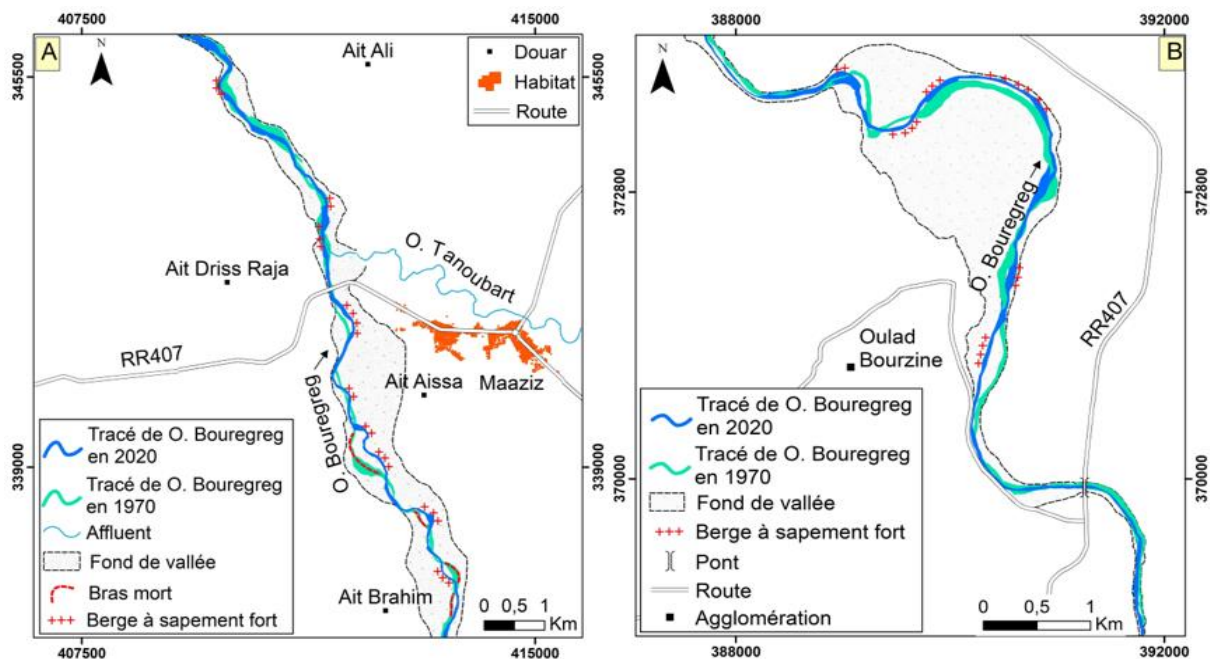 407500
415000
A
N
Ait Ali
345500
Douar
Habitat
Route
O. Tanoubart
Ait Driss Raja
RR407
O. Bouregreg
Ait Aissa
Maaziz
339000
Tracé de O. Bouregreg
en 2020
Tracé de O. Bouregreg
en 1970
Affluent
Fond de vallée
Bras mort
Berge à sapement fort
Ait Brahim
0 0,5 1
Km
407500
415000
388000
392000
N
B
372800
372800
O. Bouregreg
RR407
Oulad
Bourzine
Tracé de O. Bouregreg
en 2020
Tracé de O. Bouregreg
en 1970
Fond de vallée
Berge à sapement fort
Pont
Route
Agglomération
339000
370000
370000
0 0,5 1
Km
388000
392000